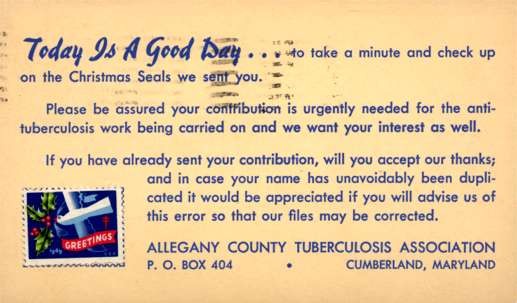 Today Is A Good Day . . . to take a minute and check up
on the Christmas Seals we sent you.
Please be assured your contribution is urgently needed for the anti-
tuberculosis work being carried on and we want your interest as well.
If you have already sent your contribution, will you accept our thanks;
and in case your name has unavoidably been dupli-
cated it would be appreciated if you will advise us of
this error so that our files may be corrected.
GREETINGS
1949
ALLEGANY COUNTY TUBERCULOSIS ASSOCIATION
P. O. BOX 404 • CUMBERLAND, MARYLAND